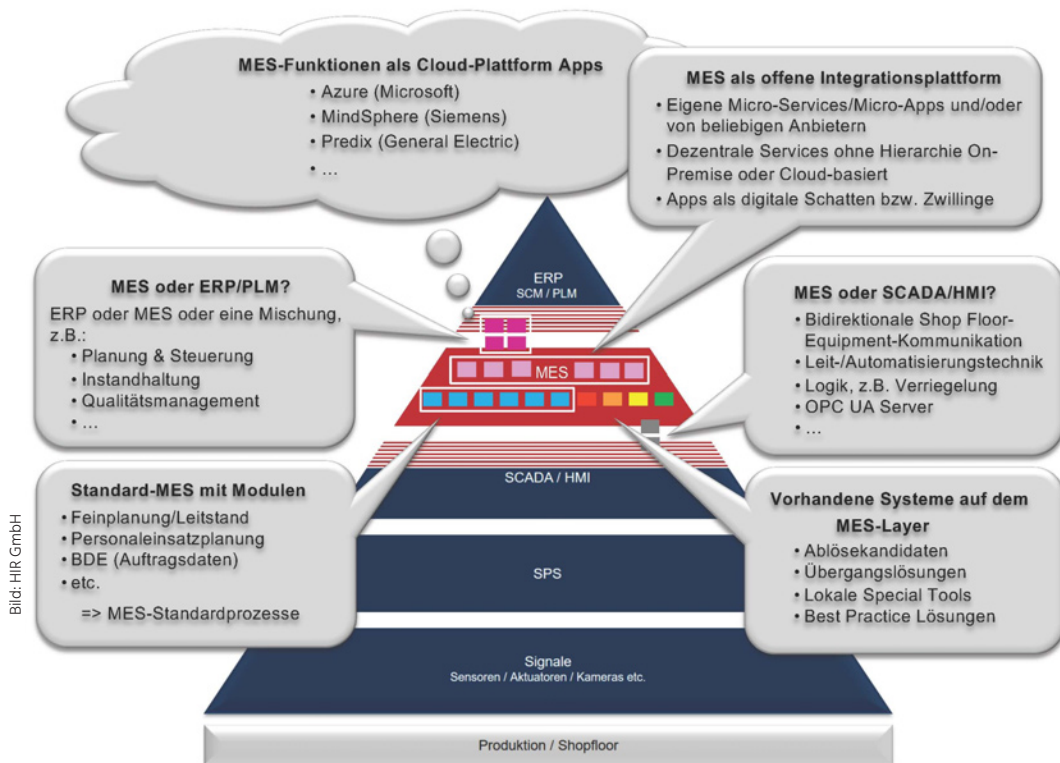 MES-Funktionen als Cloud-Plattform Apps
• Azure (Microsoft)
• MindSphere (Siemens)
• Predix (General Electric)
• ...
MES als offene Integrationsplattform
• Eigene Micro-Services/Micro-Apps und/oder
von beliebigen Anbietern
• Dezentrale Services ohne Hierarchie On-
Premise oder Cloud-basiert
• Apps als digitale Schatten bzw. Zwillinge
MES oder ERP/PLM?
ERP oder MES oder eine Mischung,
z.B.:
• Planung & Steuerung
• Instandhaltung
• Qualitätsmanagement
• ...
ERP
SCM / PLM
MES
MES oder SCADA/HMI?
• Bidirektionale Shop Floor-
Equipment-Kommunikation
• Leit-/Automatisierungstechnik
• Logik, z.B. Verriegelung
• OPC UA Server
• ...
Standard-MES mit Modulen
• Feinplanung/Leitstand
• Personaleinsatzplanung
• BDE (Auftragsdaten)
• etc.
=> MES-Standardprozesse
SCADA / HMI
Vorhandene Systeme auf dem
MES-Layer
• Ablösekandidaten
• Übergangslösungen
• Lokale Special Tools
• Best Practice Lösungen
SPS
Signale
Sensoren / Aktuatoren / Kameras etc.
Produktion / Shopfloor
Bild: HIR GmbH